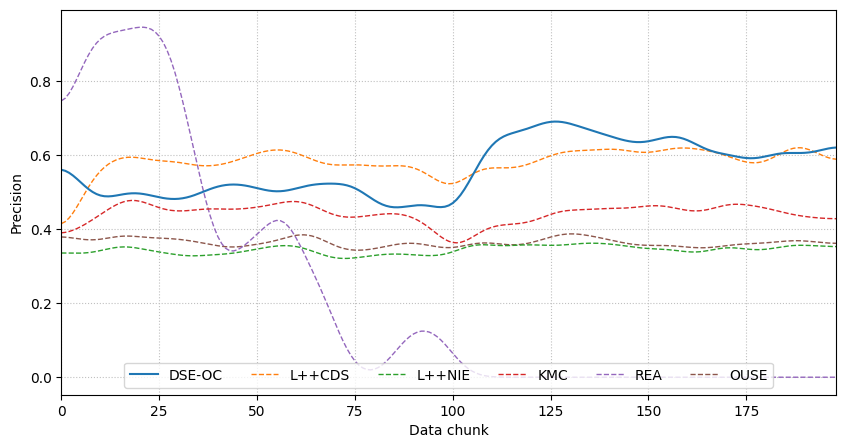 Precision
0.8
0.6
0.4
0.2
0.0
DSE-OC L++CDS L++NIE KMC REA OUSE
0 25 50 75 100 125 150 175
Data chunk